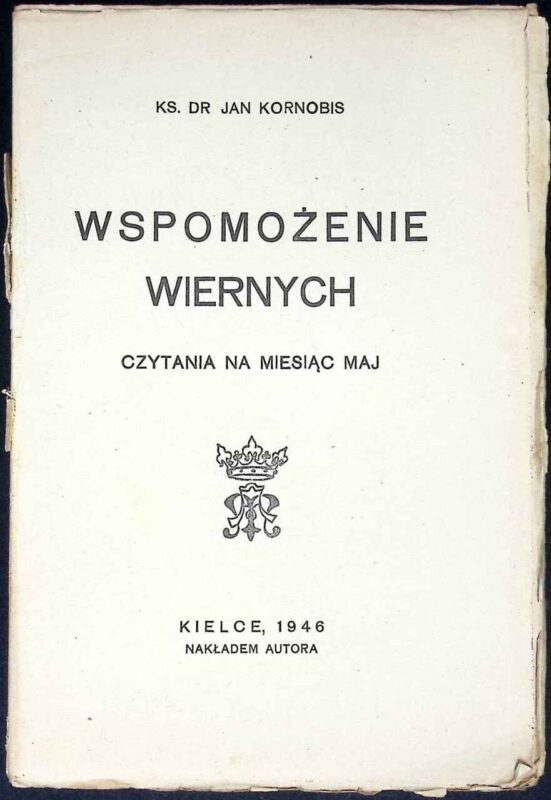 KS. DR JAN KORNOBIS
WSPOMOŻENIE
WIERNYCH
CZYTANIA NA MIESIĄC MAJ
KIELCE, 1946
NAKŁADEM AUTORA